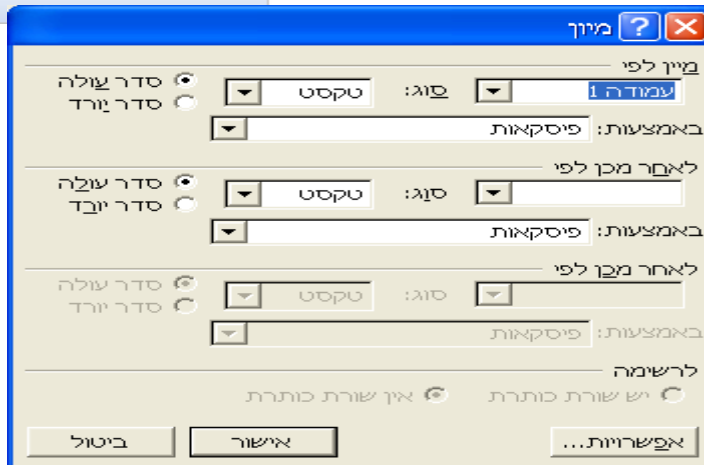 מיון
מיין לפי
עמודה 1 סוג: טקסט סדר עולה
סדר יורד
באמצעות: פיסקאות
לאחר מכן לפי
סוג: טקסט סדר עולה
סדר יורד
באמצעות: פיסקאות
לאחר מכן לפי
סוג: טקסט סדר עולה
סדר יורד
באמצעות: פיסקאות
לרשימה
יש שורת כותרת אין שורת כותרת
אפשרויות... אישור ביטול